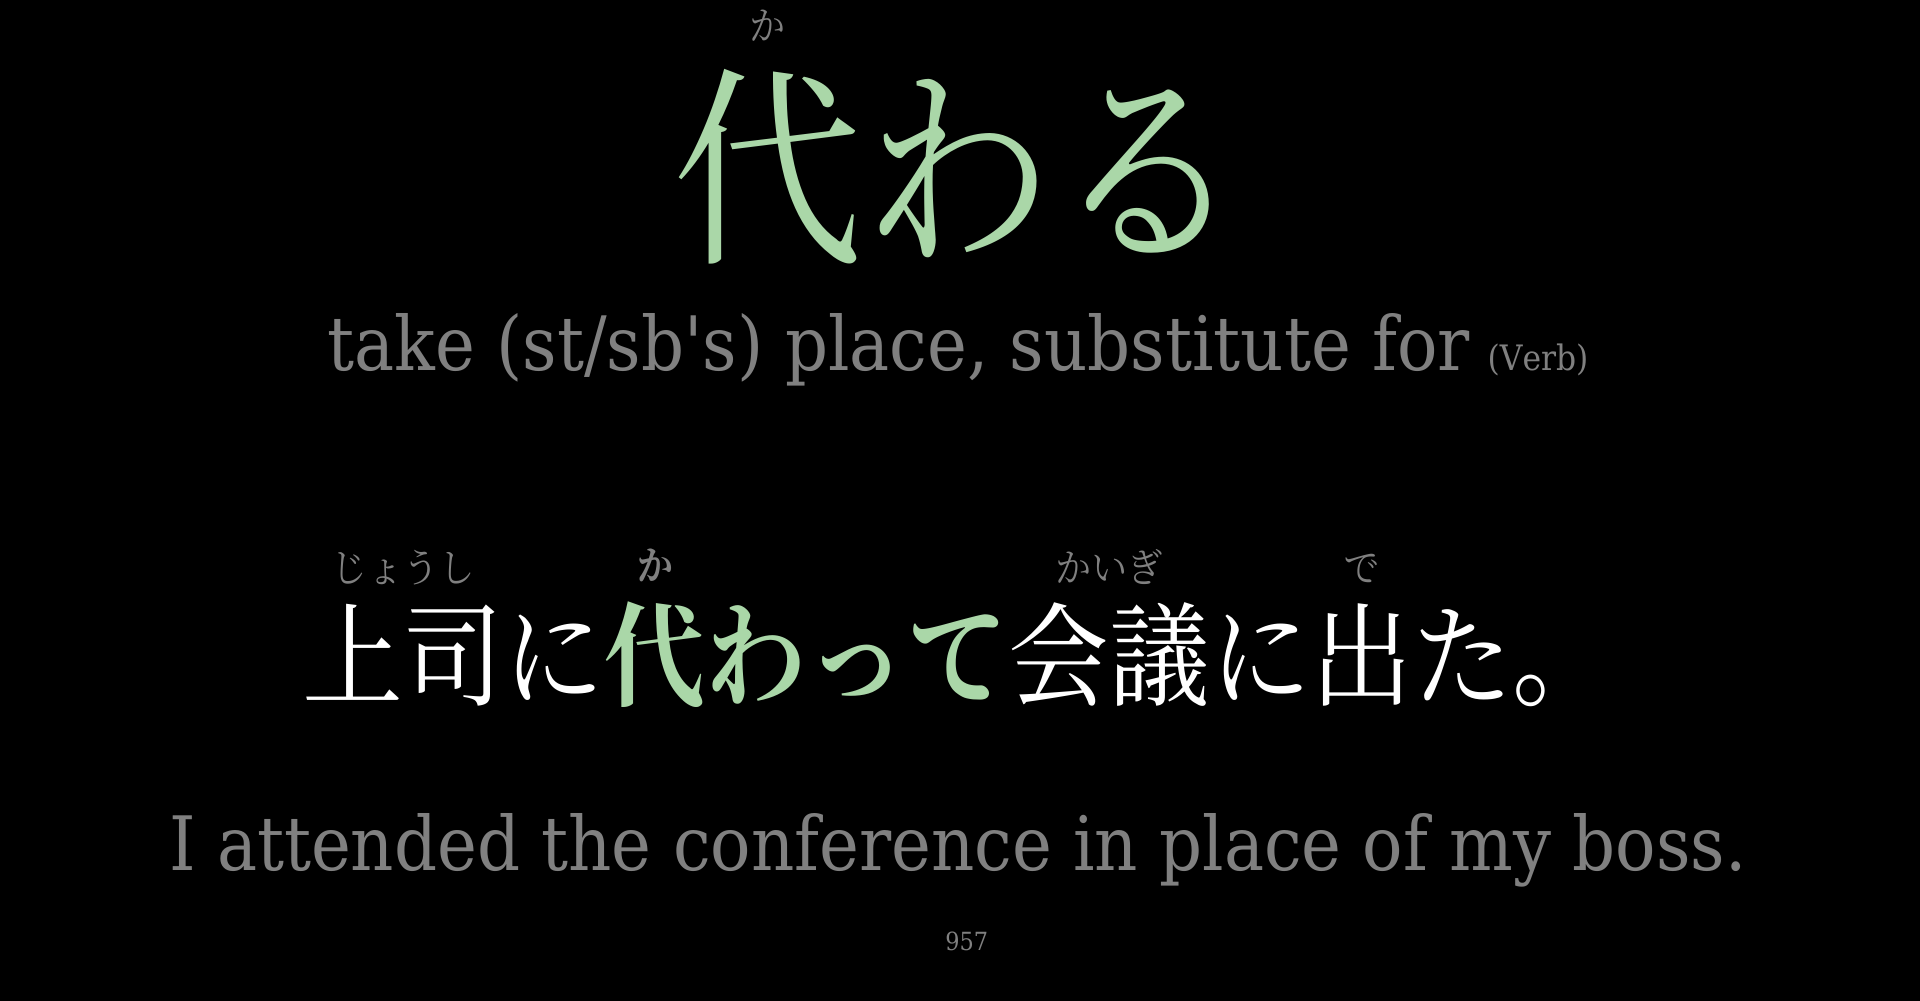 か
代わる
take (st/sb's) place, substitute for (Verb)
じょうし か かいぎ で
上司に代わって会議に出た。
I attended the conference in place of my boss.
957